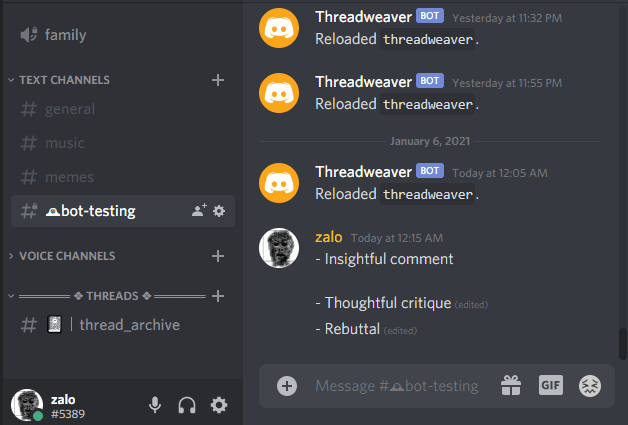 family
TEXT CHANNELS
general
music
memes
bot-testing
VOICE CHANNELS
THREADS
thread_archive
zalo
#5389
Threadweaver BOT Yesterday at 11:32 PM
Reloaded threadweaver.
Threadweaver BOT Yesterday at 11:55 PM
Reloaded threadweaver.
January 6, 2021
Threadweaver BOT Today at 12:05 AM
Reloaded threadweaver.
zalo Today at 12:15 AM
- Insightful comment
- Thoughtful critique (edited)
- Rebuttal (edited)
Message #🕰bot-testing
GIF